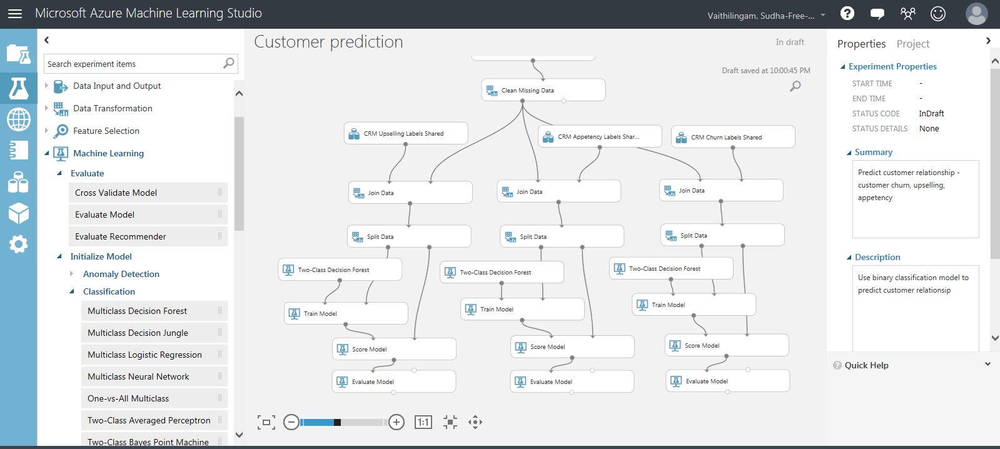 Microsoft Azure Machine Learning Studio
Vaithilingam, Sudha-Free-...
Search experiment items
Data Input and Output
Data Transformation
Feature Selection
Machine Learning
Evaluate
Cross Validate Model
Evaluate Model
Evaluate Recommender
Initialize Model
Anomaly Detection
Classification
Multiclass Decision Forest
Multiclass Decision Jungle
Multiclass Logistic Regression
Multiclass Neural Network
One-vs-All Multiclass
Two-Class Averaged Perceptron
Two-Class Bayes Point Machine
Customer prediction
In draft
Draft saved at 10:00:45 PM
Clean Missing Data
CRM Upselling Labels Shared
CRM Appetency Labels Shar...
CRM Churn Labels Shared
Join Data
Join Data
Join Data
Split Data
Split Data
Split Data
Two-Class Decision Forest
Two-Class Decision Forest
Two-Class Decision Forest
Train Model
Train Model
Train Model
Score Model
Score Model
Score Model
Evaluate Model
Evaluate Model
Evaluate Model
1:1
Properties Project
Experiment Properties
START TIME -
END TIME -
STATUS CODE InDraft
STATUS DETAILS None
Summary
Predict customer relationship -
customer churn, upselling,
appetency
Description
Use binary classification model to
predict customer relationsip
Quick Help